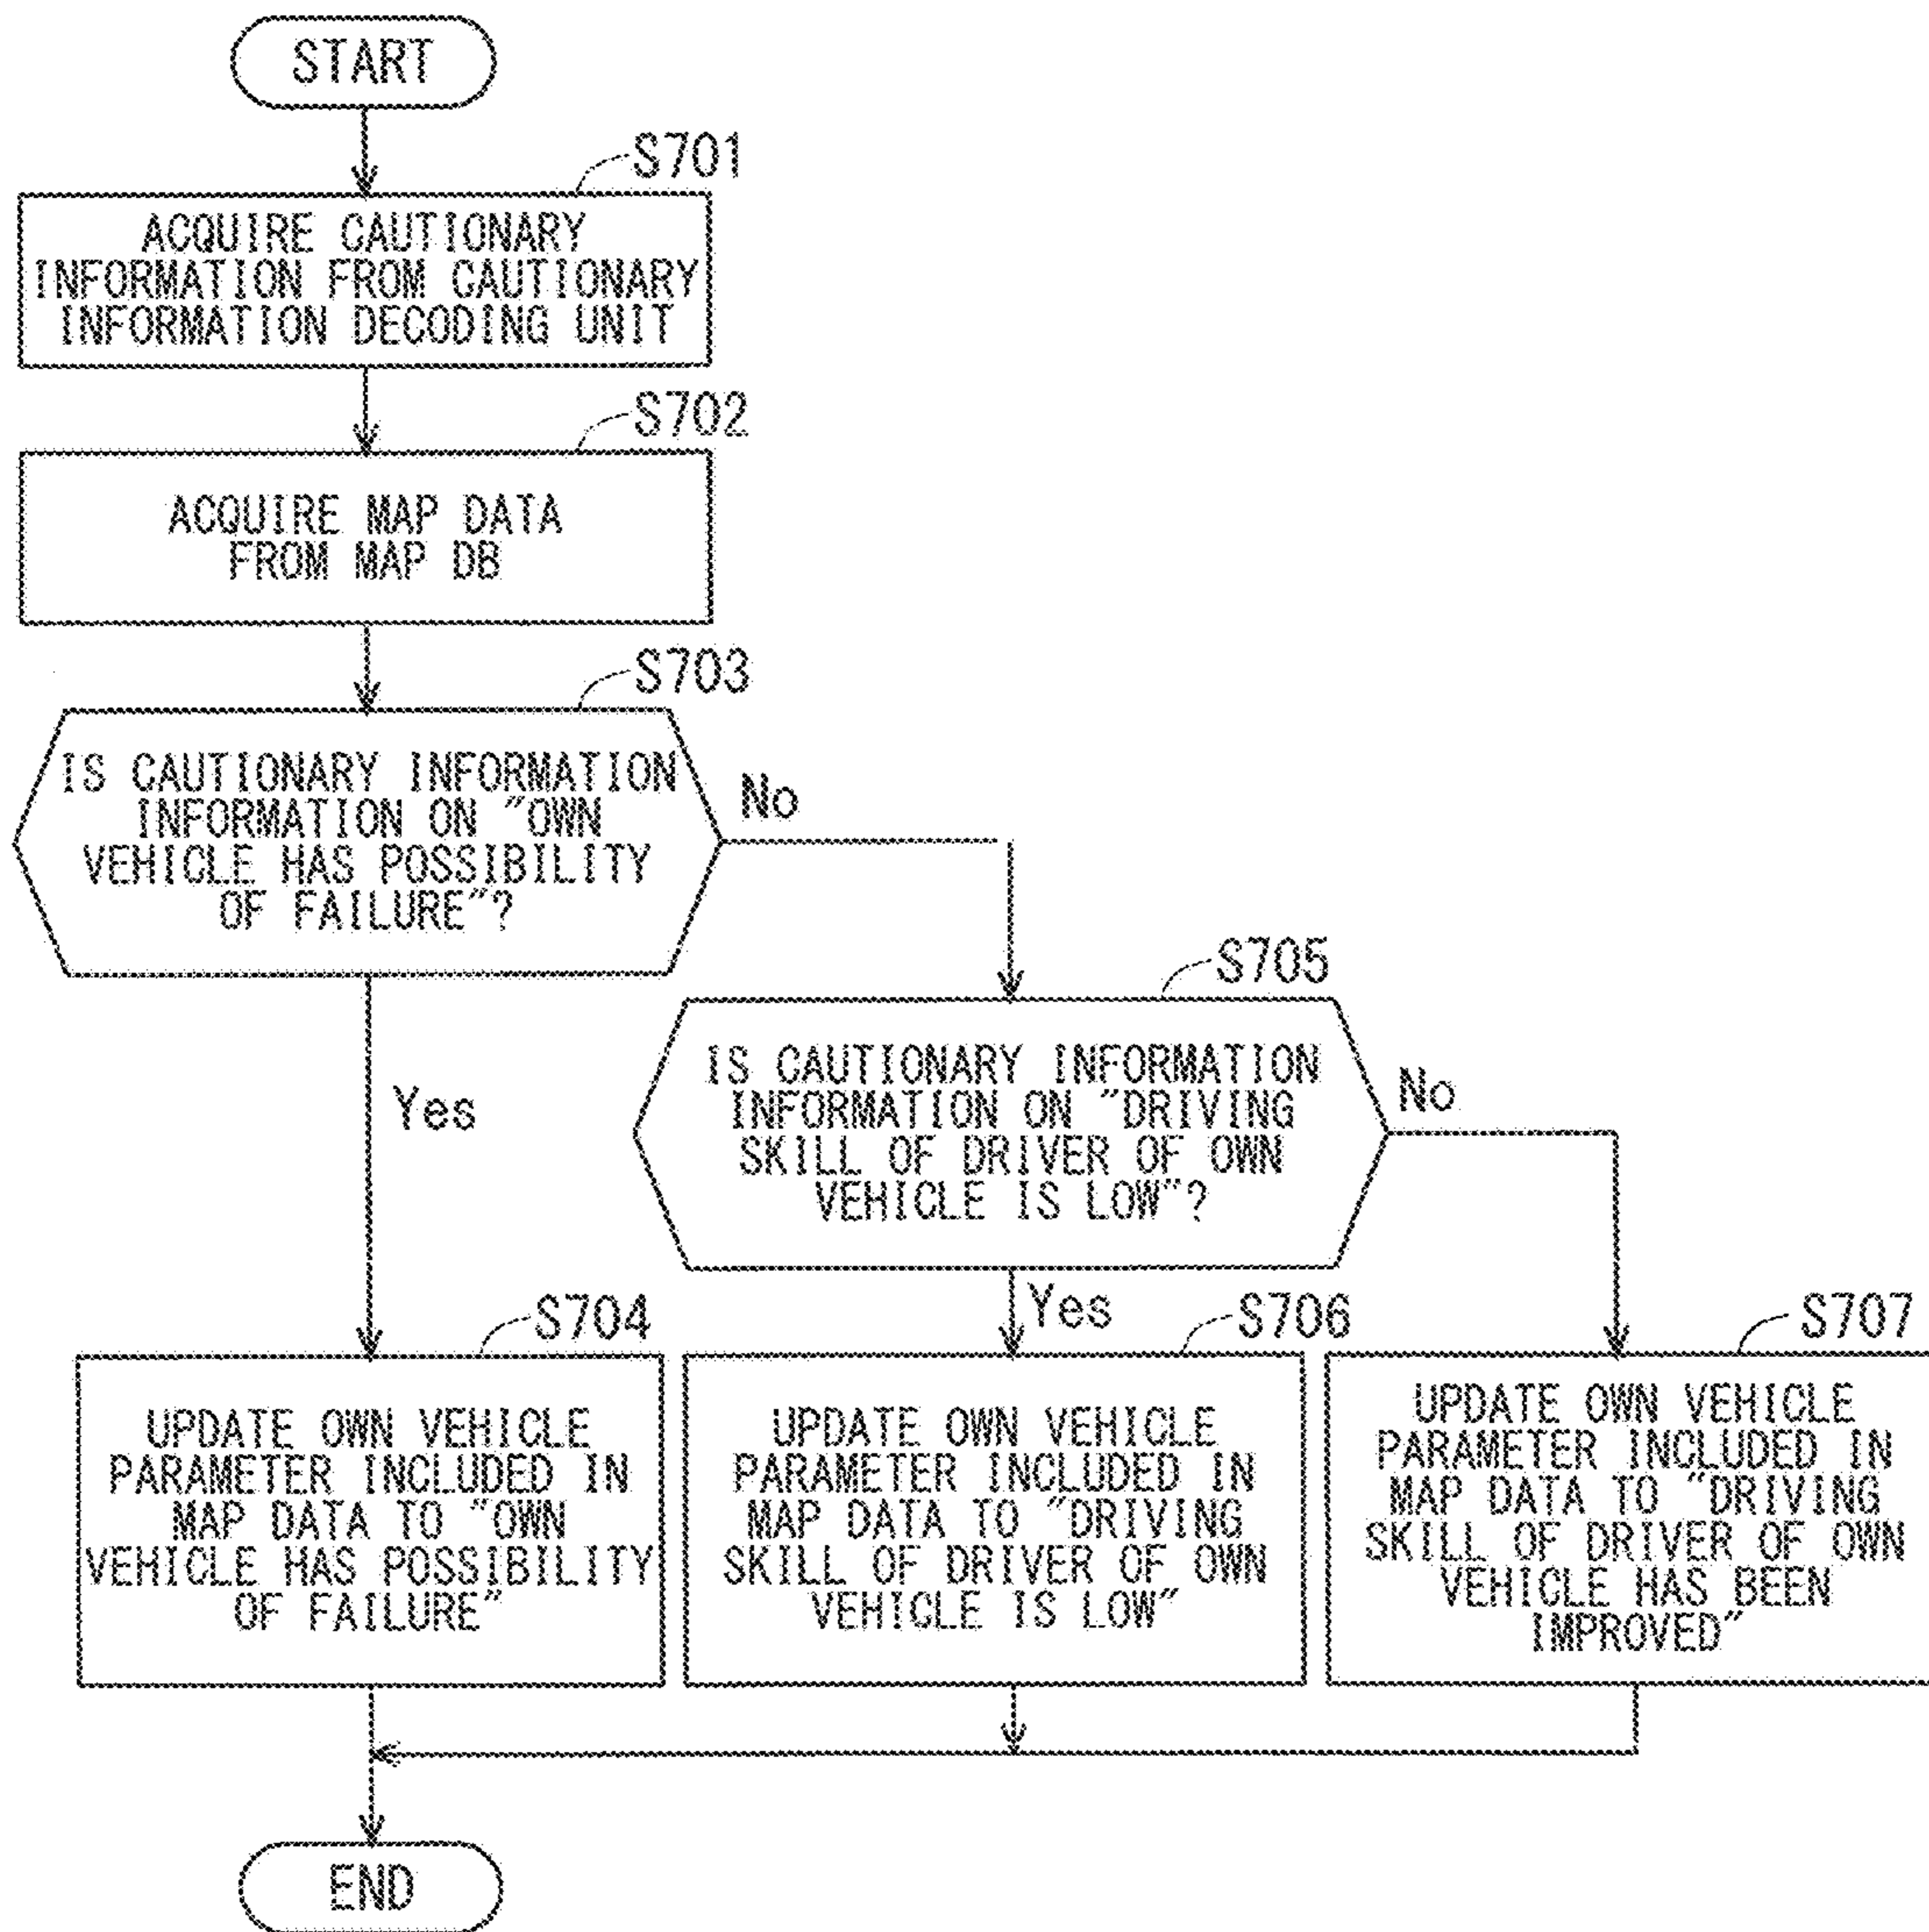 START
S701
ACQUIRE CAUTIONARY
INFORMATION FROM CAUTIONARY
INFORMATION DECODING UNIT
S702
ACQUIRE MAP DATA
FROM MAP DB
S703
IS CAUTIONARY INFORMATION
INFORMATION ON "OWN
VEHICLE HAS POSSIBILITY
OF FAILURE"?
No
Yes
S705
IS CAUTIONARY INFORMATION
INFORMATION ON "DRIVING
SKILL OF DRIVER OF OWN
VEHICLE IS LOW"?
No
Yes
S704
UPDATE OWN VEHICLE
PARAMETER INCLUDED IN
MAP DATA TO "OWN
VEHICLE HAS POSSIBILITY
OF FAILURE"
S706
UPDATE OWN VEHICLE
PARAMETER INCLUDED IN
MAP DATA TO "DRIVING
SKILL OF DRIVER OF OWN
VEHICLE IS LOW"
S707
UPDATE OWN VEHICLE
PARAMETER INCLUDED IN
MAP DATA TO "DRIVING
SKILL OF DRIVER OF OWN
VEHICLE HAS BEEN
IMPROVED"
END